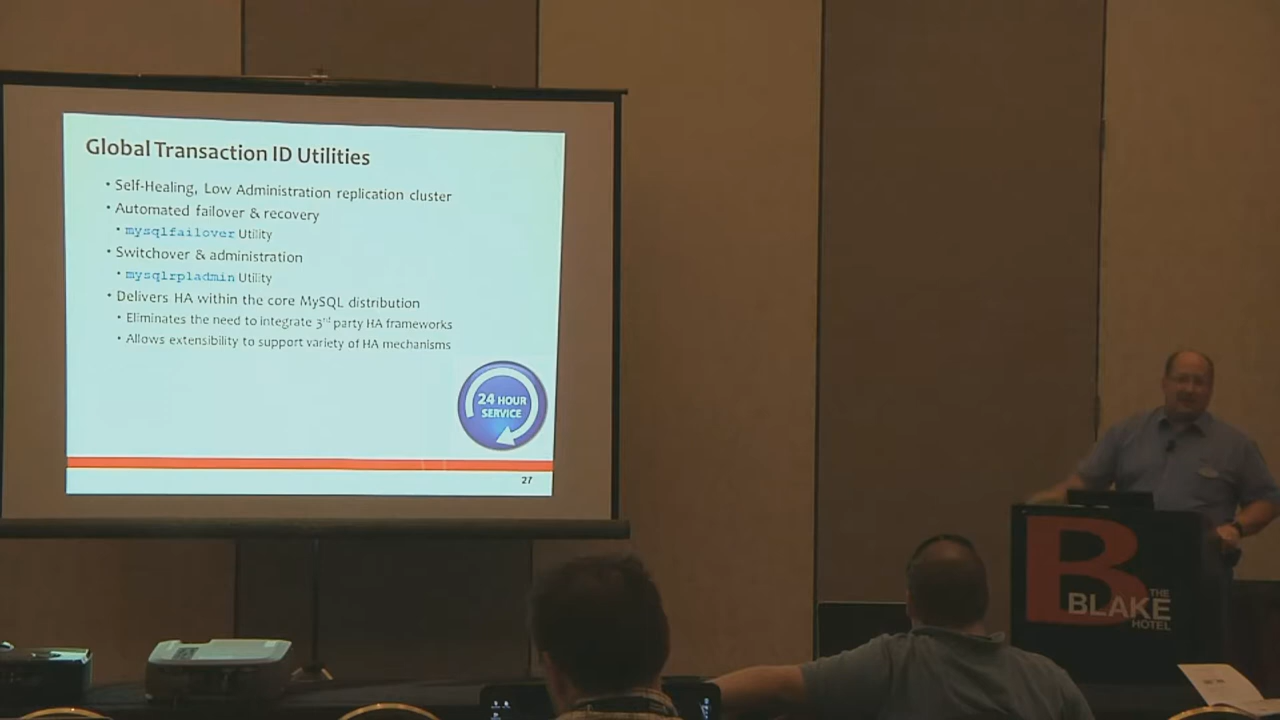 Global Transaction ID Utilities
• Self-Healing, Low Administration replication cluster
• Automated failover & recovery
• mysqlfailover Utility
• Switchover & administration
• mysqlrpladmin Utility
• Delivers HA within the core MySQL distribution
• Eliminates the need to integrate 3rd party HA frameworks
• Allows extensibility to support variety of HA mechanisms
24 HOUR
SERVICE
27
B
THE
BLAKE
HOTEL